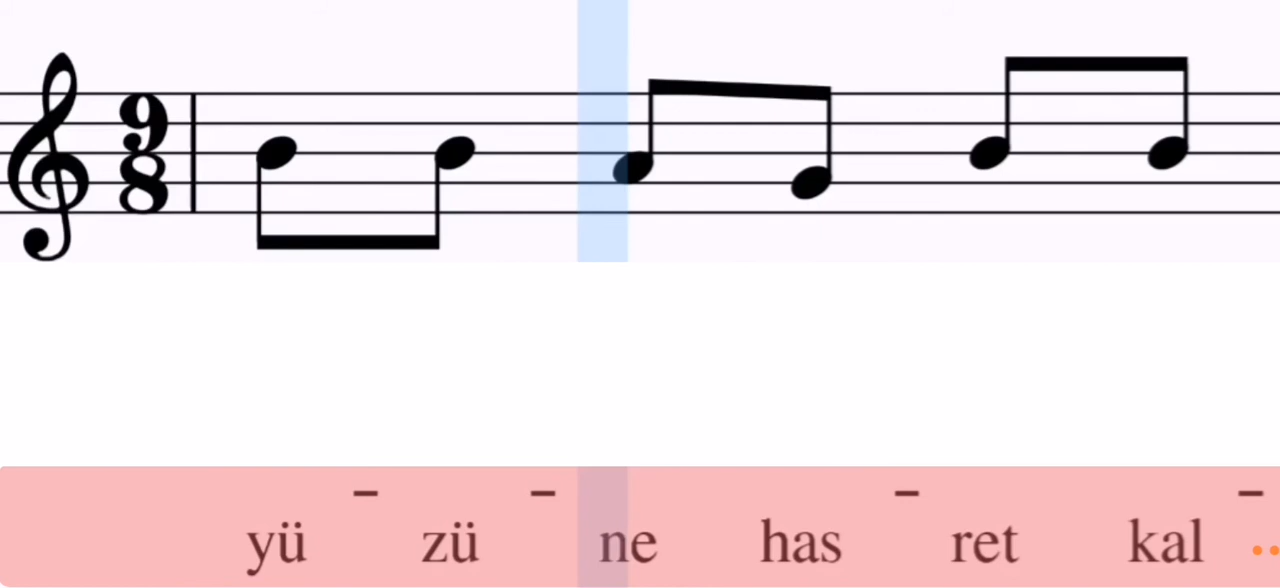 9
8
yü - zü - ne has - ret kal - ..